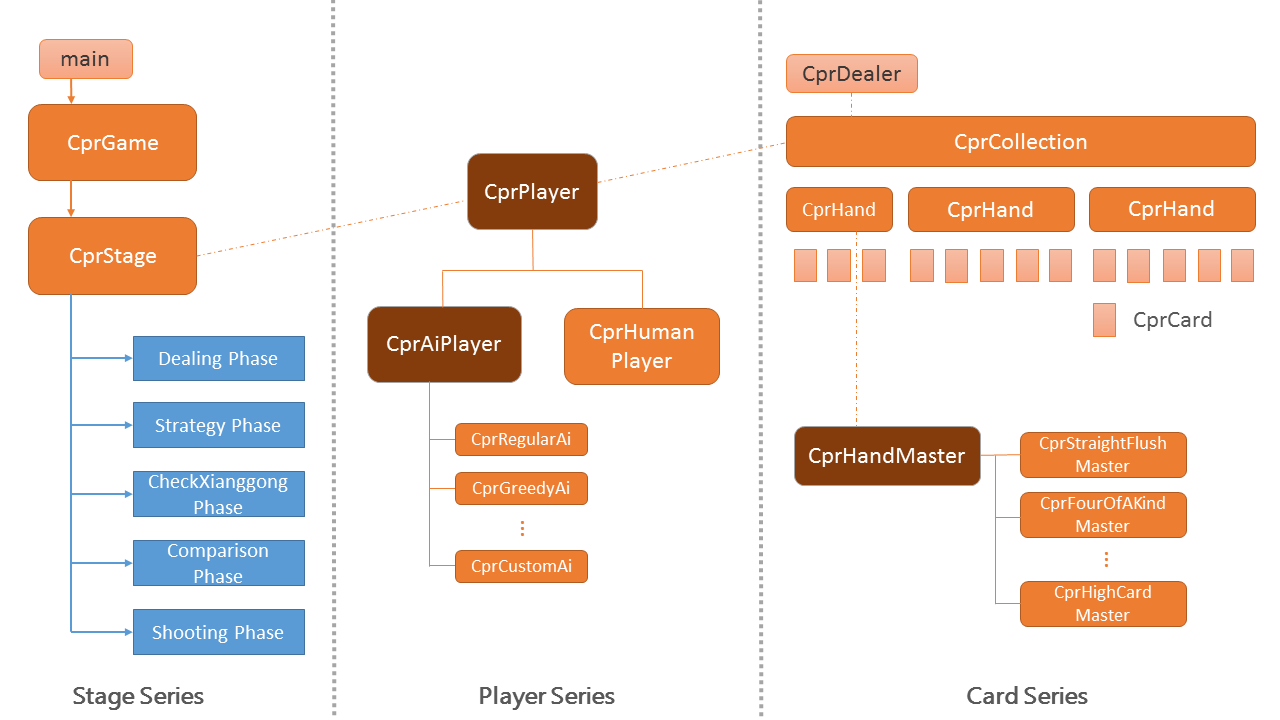 main
CprGame
CprStage
Dealing Phase
Strategy Phase
CheckXianggong
Phase
Comparison
Phase
Shooting Phase
Stage Series
CprPlayer
CprAiPlayer
CprHuman
Player
CprRegularAi
CprGreedyAi
⋮
CprCustomAi
Player Series
CprDealer
CprCollection
CprHand
CprHand
CprHand
CprCard
CprHandMaster
CprStraightFlush
Master
CprFourOfAKind
Master
⋮
CprHighCard
Master
Card Series